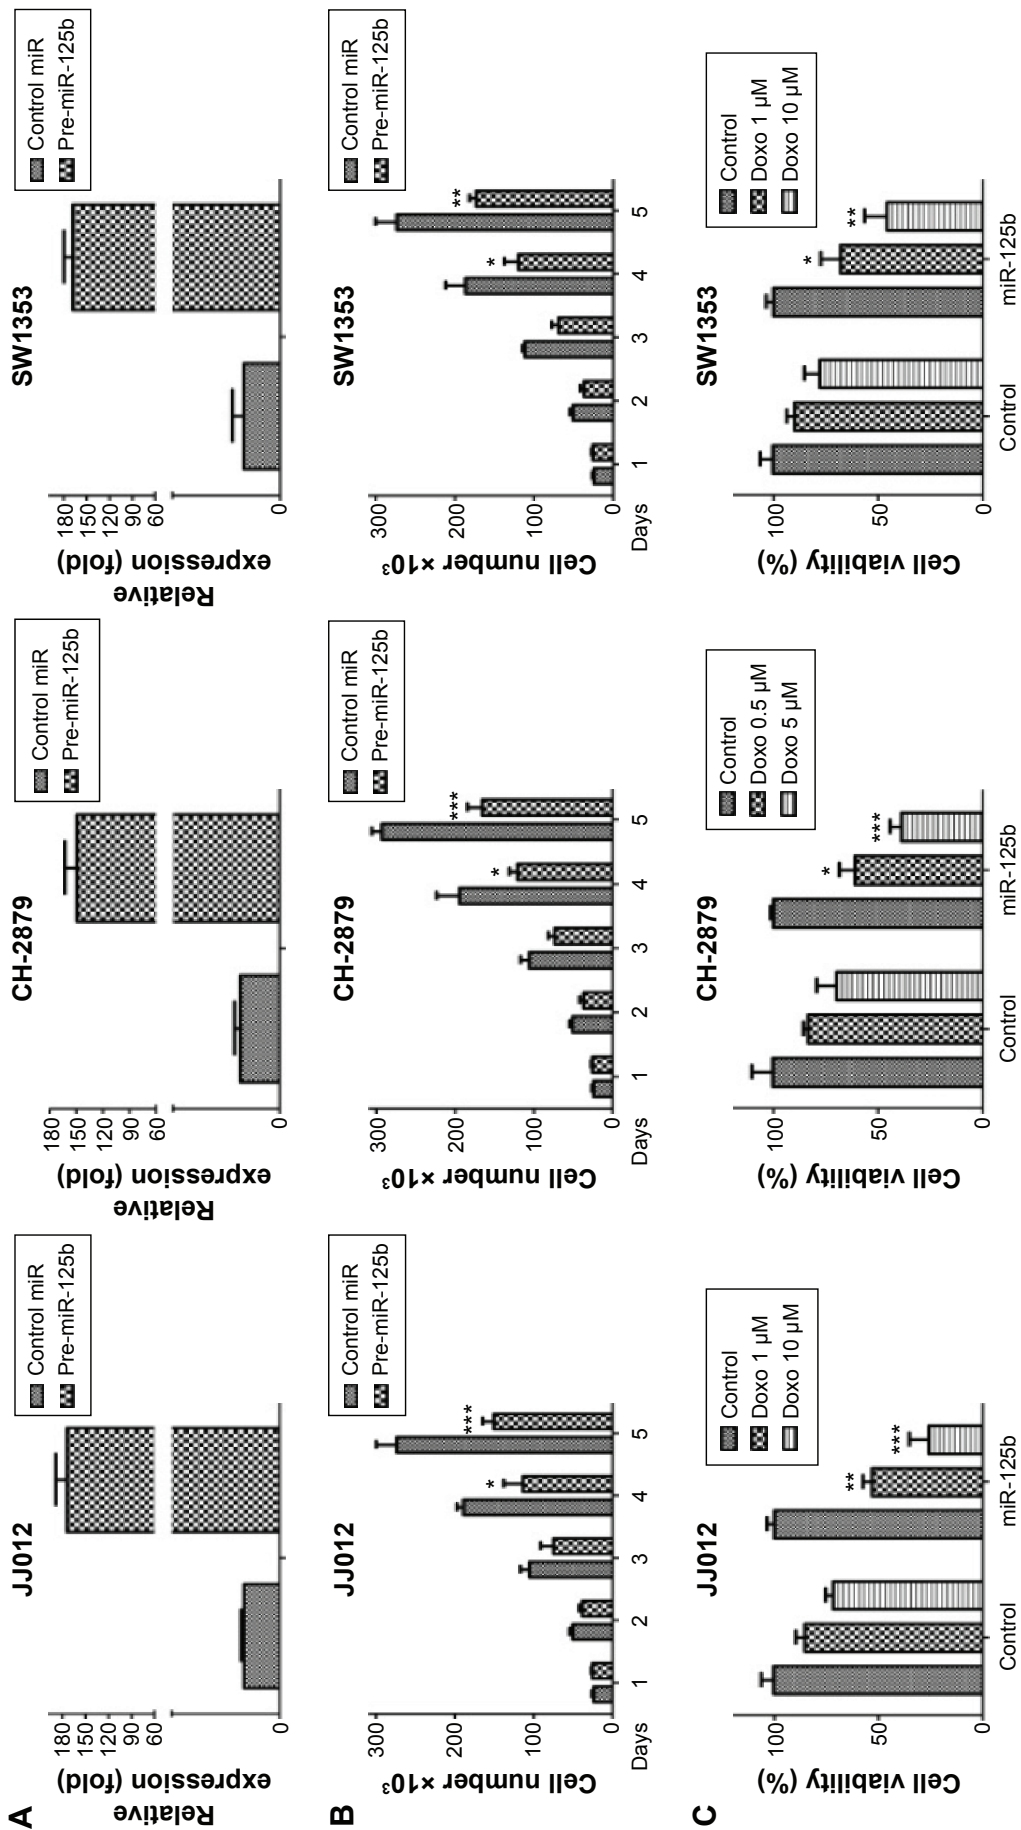 A
JJ012
CH-2879
SW1353
Relative
expression (fold)
180
150
120
90
60
0
Control miR
Pre-miR-125b
Relative
expression (fold)
180
150
120
90
60
0
Control miR
Pre-miR-125b
Relative
expression (fold)
180
150
120
90
60
0
Control miR
Pre-miR-125b
B
JJ012
CH-2879
SW1353
Cell number ×10³
300
200
100
0
* ***
Days 1 2 3 4 5
Control miR
Pre-miR-125b
Cell number ×10³
300
200
100
0
* ***
Days 1 2 3 4 5
Control miR
Pre-miR-125b
Cell number ×10³
300
200
100
0
* **
Days 1 2 3 4 5
Control miR
Pre-miR-125b
C
JJ012
CH-2879
SW1353
Cell viability (%)
100
50
0
** ***
Control miR-125b
Control
Doxo 1 µM
Doxo 10 µM
Cell viability (%)
100
50
0
* ***
Control miR-125b
Control
Doxo 0.5 µM
Doxo 5 µM
Cell viability (%)
100
50
0
* **
Control miR-125b
Control
Doxo 1 µM
Doxo 10 µM